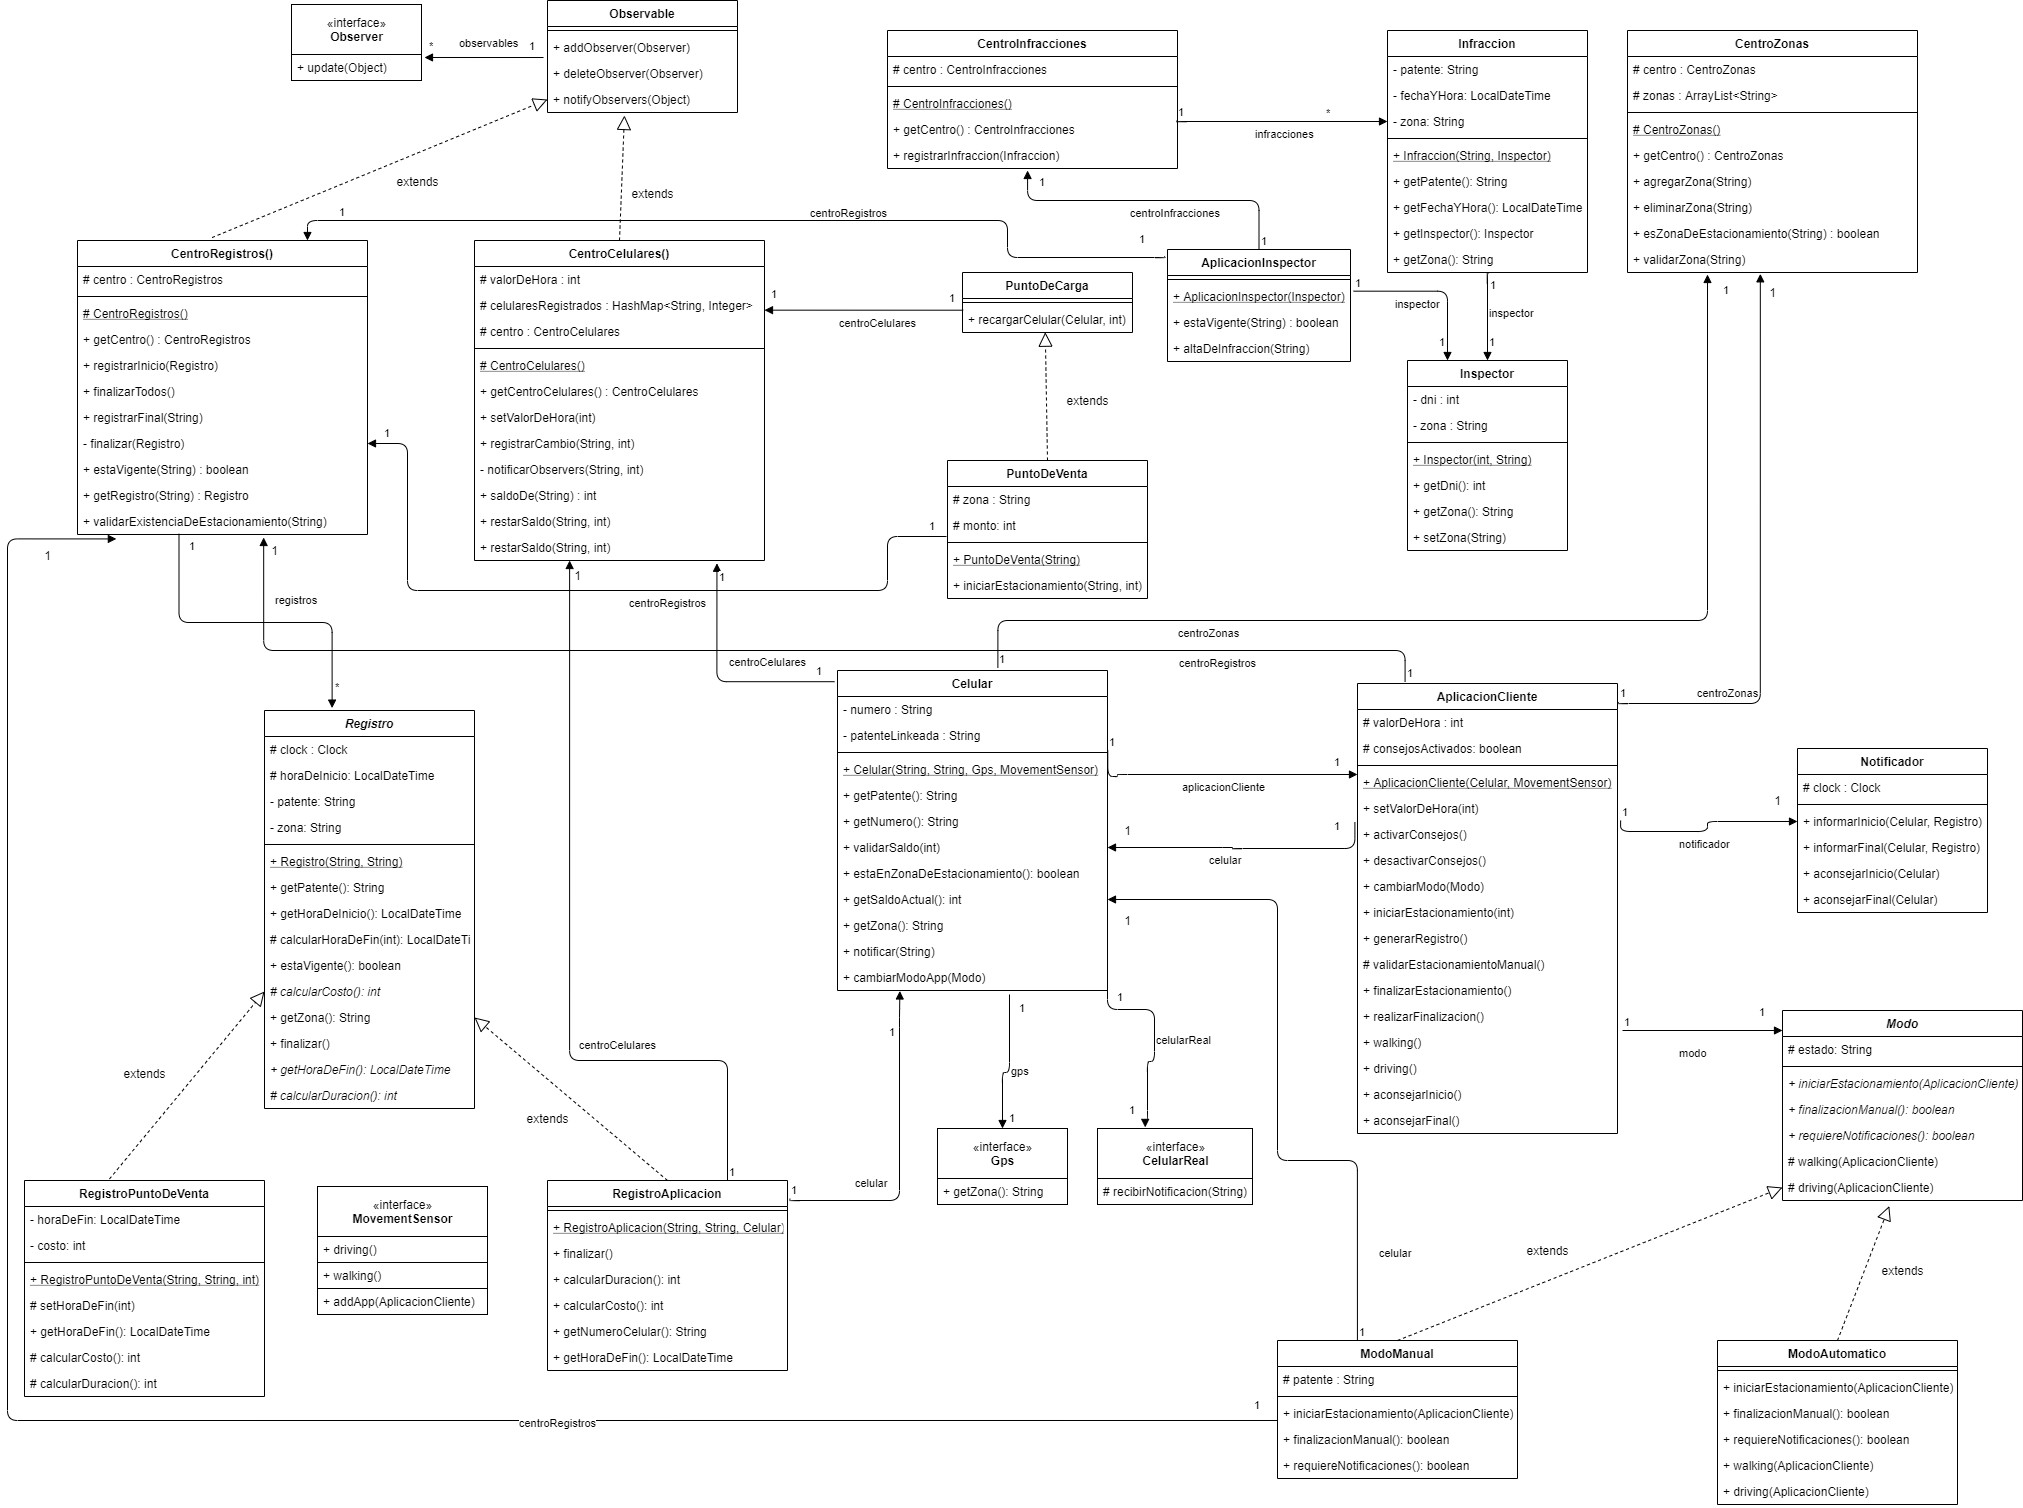 «interface»
Observer
+ update(Object)
observables
*
1
Observable
+ addObserver(Observer)
+ deleteObserver(Observer)
+ notifyObservers(Object)
extends
extends
CentroInfracciones
# centro : CentroInfracciones
# CentroInfracciones()
+ getCentro() : CentroInfracciones
+ registrarInfraccion(Infraccion)
1
*
infracciones
Infraccion
- patente: String
- fechaYHora: LocalDateTime
- zona: String
+ Infraccion(String, Inspector)
+ getPatente(): String
+ getFechaYHora(): LocalDateTime
+ getInspector(): Inspector
+ getZona(): String
CentroZonas
# centro : CentroZonas
# zonas : ArrayList<String>
# CentroZonas()
+ getCentro() : CentroZonas
+ agregarZona(String)
+ eliminarZona(String)
+ esZonaDeEstacionamiento(String) : boolean
+ validarZona(String)
1
1
1
centroInfracciones
1
1
centroRegistros
1
CentroRegistros()
# centro : CentroRegistros
# CentroRegistros()
+ getCentro() : CentroRegistros
+ registrarInicio(Registro)
+ finalizarTodos()
+ registrarFinal(String)
- finalizar(Registro)
+ estaVigente(String) : boolean
+ getRegistro(String) : Registro
+ validarExistenciaDeEstacionamiento(String)
CentroCelulares()
# valorDeHora : int
# celularesRegistrados : HashMap<String, Integer>
# centro : CentroCelulares
# CentroCelulares()
+ getCentroCelulares() : CentroCelulares
+ setValorDeHora(int)
+ registrarCambio(String, int)
- notificarObservers(String, int)
+ saldoDe(String) : int
+ restarSaldo(String, int)
+ restarSaldo(String, int)
1
1
centroCelulares
PuntoDeCarga
+ recargarCelular(Celular, int)
extends
AplicacionInspector
+ AplicacionInspector(Inspector)
+ estaVigente(String) : boolean
+ altaDeInfraccion(String)
1
inspector
1
1
inspector
1
Inspector
- dni : int
- zona : String
+ Inspector(int, String)
+ getDni(): int
+ getZona(): String
+ setZona(String)
PuntoDeVenta
# zona : String
# monto: int
+ PuntoDeVenta(String)
+ iniciarEstacionamiento(String, int)
1
1
centroRegistros
1
1
*
registros
1
1
1
centroZonas
centroRegistros
centroCelulares
1
1
1
Registro
# clock : Clock
# horaDeInicio: LocalDateTime
- patente: String
- zona: String
+ Registro(String, String)
+ getPatente(): String
+ getHoraDeInicio(): LocalDateTime
# calcularHoraDeFin(int): LocalDateTi
+ estaVigente(): boolean
# calcularCosto(): int
+ getZona(): String
+ finalizar()
+ getHoraDeFin(): LocalDateTime
# calcularDuracion(): int
Celular
- numero : String
- patenteLinkeada : String
+ Celular(String, String, Gps, MovementSensor)
+ getPatente(): String
+ getNumero(): String
+ validarSaldo(int)
+ estaEnZonaDeEstacionamiento(): boolean
+ getSaldoActual(): int
+ getZona(): String
+ notificar(String)
+ cambiarModoApp(Modo)
1
1
aplicacionCliente
1
1
celular
1
AplicacionCliente
# valorDeHora : int
# consejosActivados: boolean
+ AplicacionCliente(Celular, MovementSensor)
+ setValorDeHora(int)
+ activarConsejos()
+ desactivarConsejos()
+ cambiarModo(Modo)
+ iniciarEstacionamiento(int)
+ generarRegistro()
# validarEstacionamientoManual()
+ finalizarEstacionamiento()
+ realizarFinalizacion()
+ walking()
+ driving()
+ aconsejarInicio()
+ aconsejarFinal()
1
centroZonas
1
1
notificador
Notificador
# clock : Clock
+ informarInicio(Celular, Registro)
+ informarFinal(Celular, Registro)
+ aconsejarInicio(Celular)
+ aconsejarFinal(Celular)
1
1
modo
Modo
# estado: String
+ iniciarEstacionamiento(AplicacionCliente)
+ finalizacionManual(): boolean
+ requiereNotificaciones(): boolean
# walking(AplicacionCliente)
# driving(AplicacionCliente)
extends
extends
centroCelulares
1
extends
extends
1
celular
1
1
gps
1
1
celularReal
1
«interface»
Gps
+ getZona(): String
«interface»
CelularReal
# recibirNotificacion(String)
RegistroPuntoDeVenta
- horaDeFin: LocalDateTime
- costo: int
+ RegistroPuntoDeVenta(String, String, int)
# setHoraDeFin(int)
+ getHoraDeFin(): LocalDateTime
# calcularCosto(): int
# calcularDuracion(): int
«interface»
MovementSensor
+ driving()
+ walking()
+ addApp(AplicacionCliente)
RegistroAplicacion
+ RegistroAplicacion(String, String, Celular)
+ finalizar()
+ calcularDuracion(): int
+ calcularCosto(): int
+ getNumeroCelular(): String
+ getHoraDeFin(): LocalDateTime
celular
1
1
centroRegistros
ModoManual
# patente : String
+ iniciarEstacionamiento(AplicacionCliente)
+ finalizacionManual(): boolean
+ requiereNotificaciones(): boolean
ModoAutomatico
+ iniciarEstacionamiento(AplicacionCliente)
+ finalizacionManual(): boolean
+ requiereNotificaciones(): boolean
+ walking(AplicacionCliente)
+ driving(AplicacionCliente)